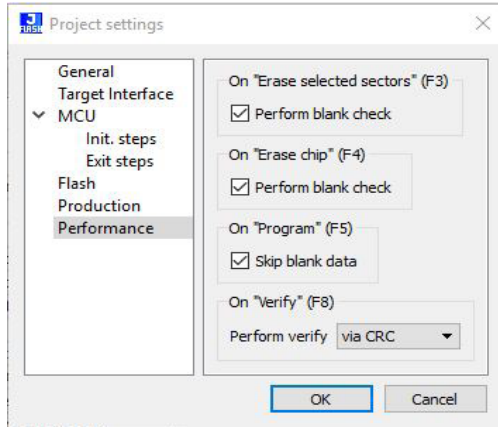 J
FLASH
Project settings
General
Target Interface
MCU
Init. steps
Exit steps
Flash
Production
Performance
On "Erase selected sectors" (F3)
Perform blank check
On "Erase chip" (F4)
Perform blank check
On "Program" (F5)
Skip blank data
On "Verify" (F8)
Perform verify via CRC
OK Cancel